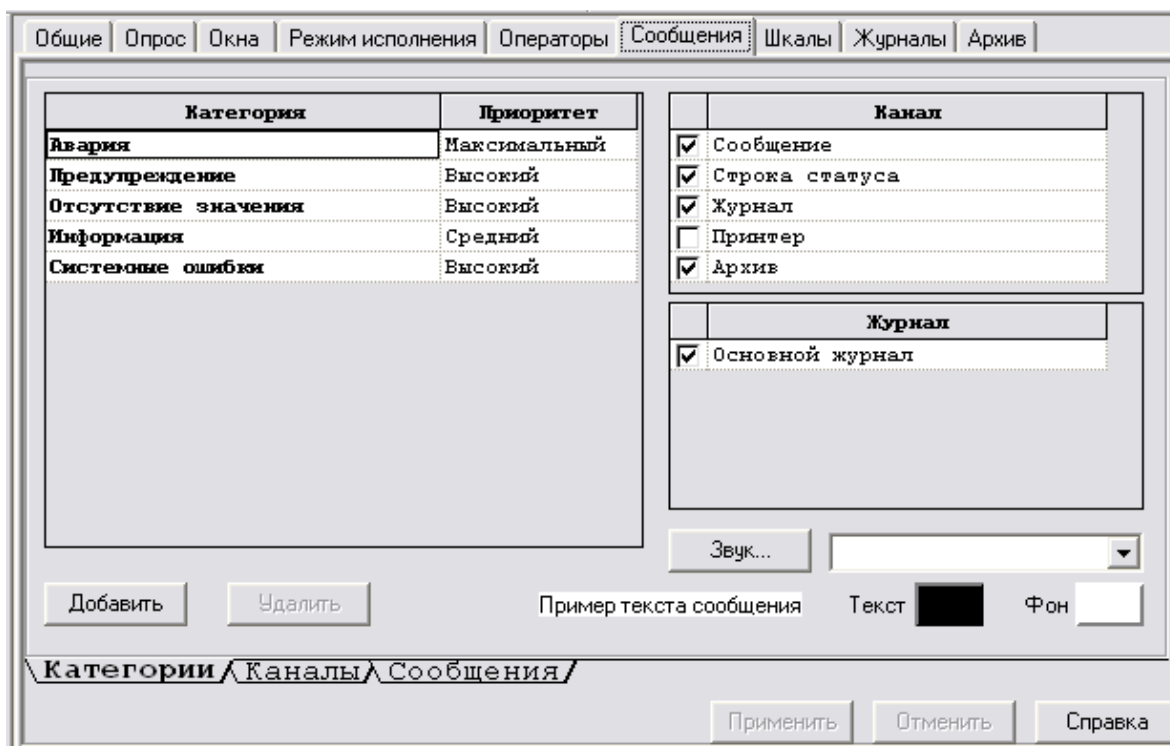 Общие Опрос Окна Режим исполнения Операторы Сообщения Шкалы Журналы Архив
Категория Приоритет
Авария Максимальный
Предупреждение Высокий
Отсутствие значения Высокий
Информация Средний
Системные ошибки Высокий
Канал
Сообщение
Строка статуса
Журнал
Принтер
Архив
Журнал
Основной журнал
Звук...
Добавить Удалить Пример текста сообщения Текст Фон
Категории Каналы Сообщения
Применить Отменить Справка